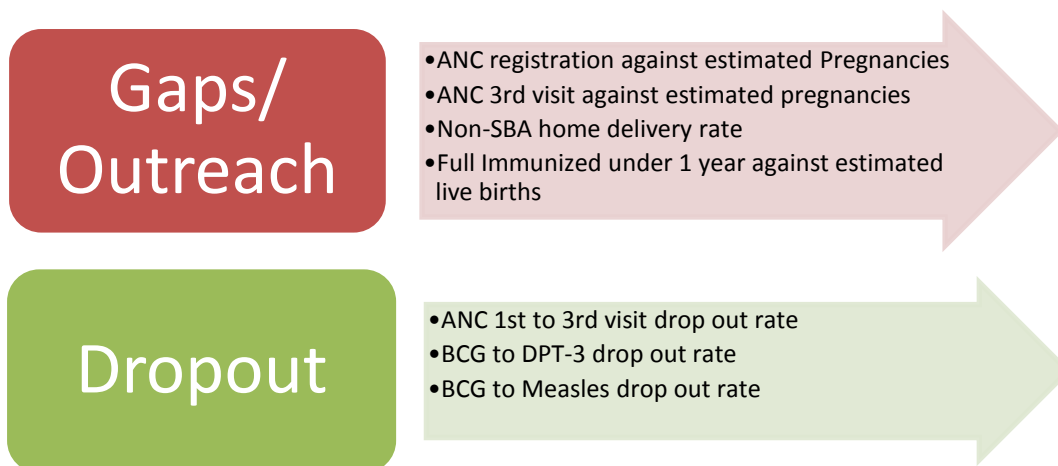 Gaps/
Outreach
•ANC registration against estimated Pregnancies
•ANC 3rd visit against estimated pregnancies
•Non-SBA home delivery rate
•Full Immunized under 1 year against estimated
live births
Dropout
•ANC 1st to 3rd visit drop out rate
•BCG to DPT-3 drop out rate
•BCG to Measles drop out rate